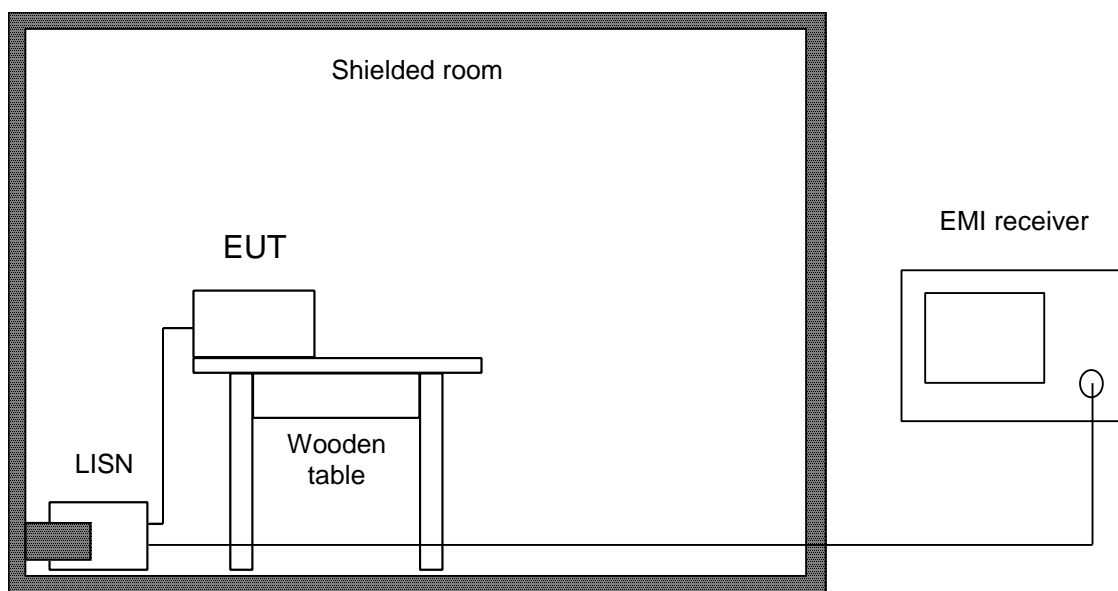 Shielded room
EMI receiver
EUT
Wooden
table
LISN